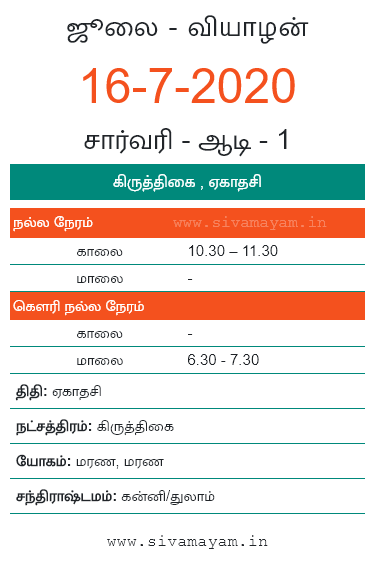 ஜூலை - வியாழன்
16-7-2020
சார்வரி - ஆடி - 1
கிருத்திகை , ஏகாதசி
நல்ல நேரம் www.sivamayam.in
காலை 10.30 – 11.30
மாலை -
கௌரி நல்ல நேரம்
காலை -
மாலை 6.30 - 7.30
திதி: ஏகாதசி
நட்சத்திரம்: கிருத்திகை
யோகம்: மரண, மரண
சந்திராஷ்டமம்: கன்னி/துலாம்
www.sivamayam.in